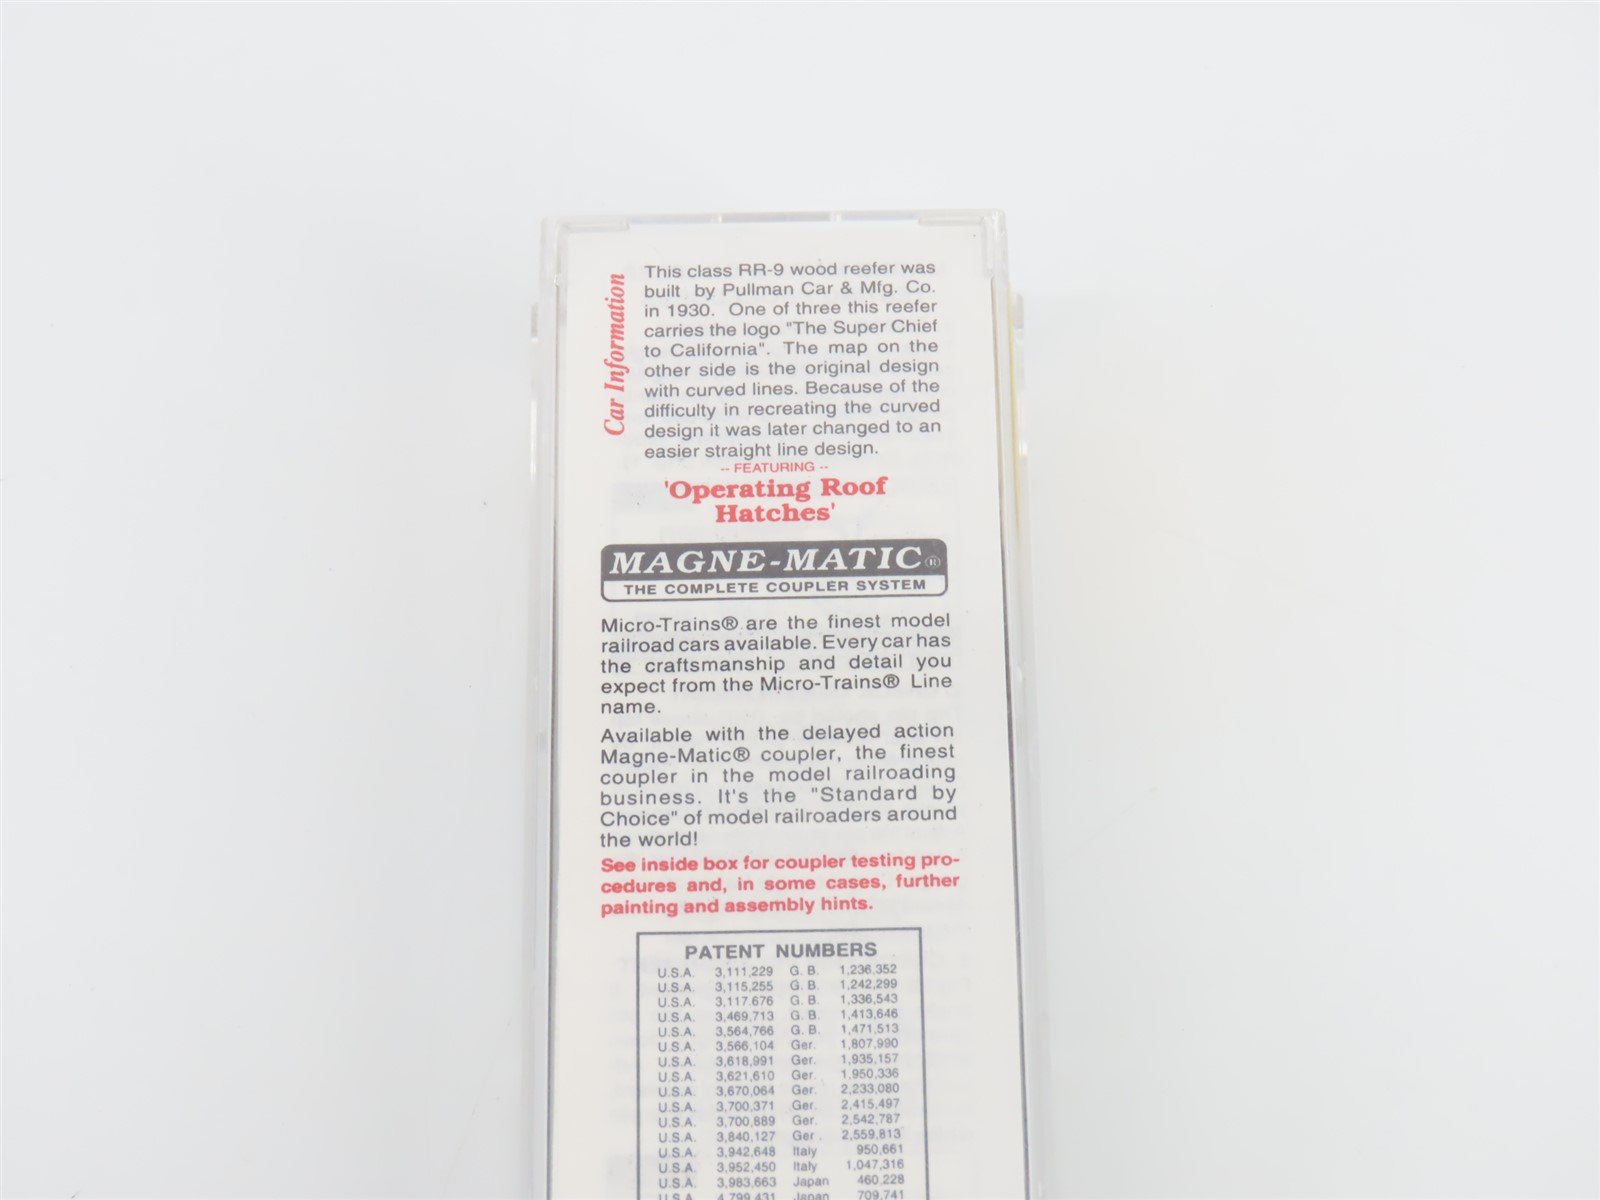 Car Information
This class RR-9 wood reefer was
built by Pullman Car & Mfg. Co.
in 1930. One of three this reefer
carries the logo "The Super Chief
to California". The map on the
other side is the original design
with curved lines. Because of the
difficulty in recreating the curved
design it was later changed to an
easier straight line design.
-- FEATURING --
'Operating Roof
Hatches'
MAGNE-MATIC®
THE COMPLETE COUPLER SYSTEM
Micro-Trains® are the finest model
railroad cars available. Every car has
the craftsmanship and detail you
expect from the Micro-Trains® Line
name.
Available with the delayed action
Magne-Matic® coupler, the finest
coupler in the model railroading
business. It's the "Standard by
Choice" of model railroaders around
the world!
See inside box for coupler testing pro-
cedures and, in some cases, further
painting and assembly hints.
PATENT NUMBERS
U.S.A. 3,111,229 G. B. 1,236,352
U.S.A. 3,115,255 G. B. 1,242,299
U.S.A. 3,117.676 G. B. 1,336,543
U.S.A. 3,469,713 G. B. 1,413,646
U.S.A. 3,564,766 G. B. 1,471,513
U.S.A. 3,566,104 Ger. 1,807,990
U.S.A. 3,618,991 Ger. 1,935,157
U.S.A. 3,621,610 Ger. 1,950,336
U.S.A. 3,670,064 Ger. 2,233,080
U.S.A. 3,700,371 Ger. 2,415,497
U.S.A. 3,700,889 Ger. 2,542,787
U.S.A. 3,840,127 Ger . 2,559,813
U.S.A. 3,942,648 Italy 950,661
U.S.A. 3,952,450 Italy 1,047,316
U.S.A. 3,983,663 Japan 460,228
U.S.A. 4,799,431 Japan 709,741